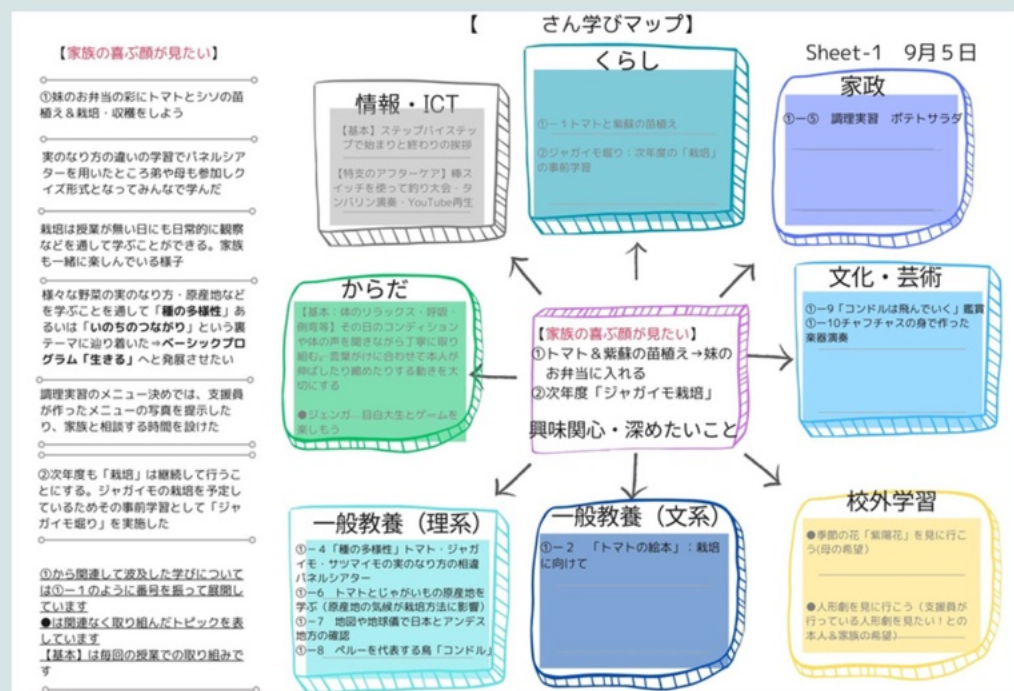 【　　　さん学びマップ】
Sheet-1　9月5日
【家族の喜ぶ顔が見たい】
①妹のお弁当の彩にトマトとシソの苗
植え&栽培・収穫をしよう
実のなり方の違いの学習でパネルシア
ターを用いたところ弟や母も参加しク
イズ形式となってみんなで学んだ
栽培は授業が無い日にも日常的に観察
などを通して学ぶことができる。家族
も一緒に楽しんでいる様子
様々な野菜の実のなり方・原産地など
を学ぶことを通して「種の多様性」あ
るいは「いのちのつながり」という裏
テーマに辿り着いた⇒ベーシックプロ
グラム「生きる」へと発展させたい
調理実習のメニュー決めでは、支援員
が作ったメニューの写真を提示した
り、家族と相談する時間を設けた
②次年度も「栽培」は継続して行うこ
とにする。ジャガイモの栽培を予定し
ているためその事前学習として「ジャ
ガイモ堀り」を実施した
①から関連して波及した学びについて
は①ー1のように番号を振って展開し
ています
●は関連なく取り組んだトピックを表
しています
【基本】は毎回の授業での取り組みで
す
情報・ICT
【基本】ステップバイステッ
プで始まりと終わりの挨拶
【特支のアフターケア】棒ス
イッチを使って釣り大会・タ
ンバリン演奏・YouTube再生
くらし
①ー1トマトと紫蘇の苗植え
②ジャガイモ堀り：次年度の「栽培」
の事前学習
家政
①ー⑤　調理実習　ポテトサラダ
からだ
【基本：体のリラックス・呼吸・
側弯等】その日のコンディション
や体の声を聞きながら丁寧に取り
組む。言葉がけに合わせて本人が
伸ばしたり縮めたりする動きを大
切にする
●ジェンガ…目白大生とゲームを
楽しもう
【家族の喜ぶ顔が見たい】
①トマト&紫蘇の苗植え→妹の
お弁当に入れる
②次年度「ジャガイモ栽培」
興味関心・深めたいこと
文化・芸術
①ー9「コンドルは飛んでいく」鑑賞
①ー10チャフチャスの身で作った
楽器演奏
一般教養（理系）
①ー4「種の多様性」トマト・ジャガ
イモ・サツマイモの実のなり方の相違
パネルシアター
①ー6　トマトとじゃがいもの原産地を
学ぶ（原産地の気候が栽培方法に影響）
①ー7　地図や地球儀で日本とアンデス
地方の確認
①ー8　ペルーを代表する鳥「コンドル」
一般教養（文系）
①ー2　「トマトの絵本」：栽培
に向けて
校外学習
●季節の花「紫陽花」を見に行こ
う(母の希望)
●人形劇を見に行こう（支援員が
行っている人形劇を見たい！との
本人&家族の希望）